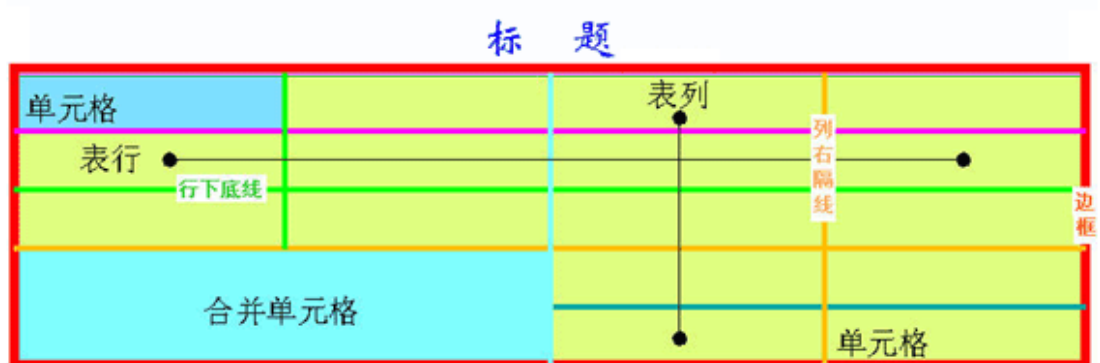 标 题
单元格
表列
列右隔线
表行
行下底线
边框
合并单元格
单元格